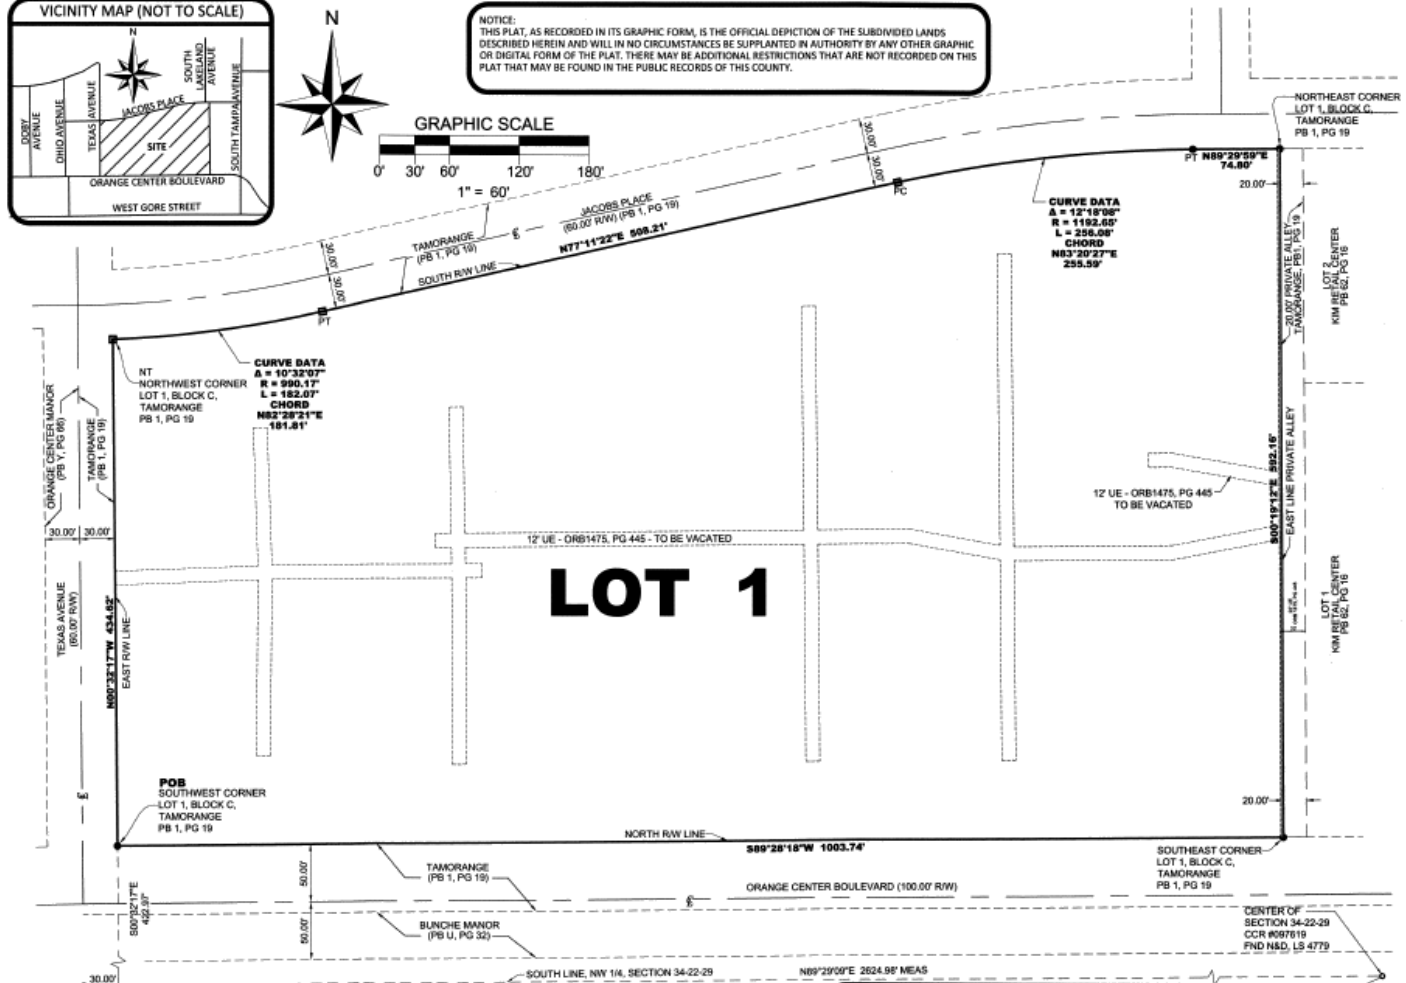 VICINITY MAP (NOT TO SCALE)
N
SOUTH
LAKELAND
AVENUE
JACOBS PLACE
DOBY
AVENUE
OHIO AVENUE
TEXAS AVENUE
SITE
SOUTH TAMPA AVENUE
ORANGE CENTER BOULEVARD
WEST GORE STREET
N
NOTICE:
THIS PLAT, AS RECORDED IN ITS GRAPHIC FORM, IS THE OFFICIAL DEPICTION OF THE SUBDIVIDED LANDS
DESCRIBED HEREIN AND WILL IN NO CIRCUMSTANCES BE SUPPLANTED IN AUTHORITY BY ANY OTHER GRAPHIC
OR DIGITAL FORM OF THE PLAT. THERE MAY BE ADDITIONAL RESTRICTIONS THAT ARE NOT RECORDED ON THIS
PLAT THAT MAY BE FOUND IN THE PUBLIC RECORDS OF THIS COUNTY.
GRAPHIC SCALE
0 30' 60' 120' 180'
1" = 60'
NORTHEAST CORNER
LOT 1, BLOCK C,
TAMORANGE
PB 1, PG 19
30.00'
30.00'
PT
N89°29'59"E
74.80'
20.00'
PC
JACOBS PLACE
(60.00' R/W) (PB 1, PG 19)
N77°11'22"E 508.21'
TAMORANGE
(PB 1, PG 19)
SOUTH R/W LINE
30.00'
30.00'
PT
CURVE DATA
Δ = 12°18'08"
R = 1192.65'
L = 256.08'
CHORD
N83°20'27"E
255.59'
20.00' PRIVATE ALLEY
TAMORANGE, PB1, PG 19
LOT 2
KIM RETAIL CENTER
PB 62, PG 16
NT
NORTHWEST CORNER
LOT 1, BLOCK C,
TAMORANGE
PB 1, PG 19
CURVE DATA
Δ = 10°32'07"
R = 990.17'
L = 182.07'
CHORD
N82°28'21"E
181.81'
ORANGE CENTER MANOR
(PB Y, PG 66)
TAMORANGE
(PB 1, PG 19)
30.00' 30.00'
12' UE - ORB1475, PG 445
TO BE VACATED
S00°19'12"E 592.16'
EAST LINE PRIVATE ALLEY
12' UE - ORB1475, PG 445 - TO BE VACATED
LOT 1
TEXAS AVENUE
(60.00' R/W)
N00°32'17"W 434.62'
EAST R/W LINE
LOT 1
KIM RETAIL CENTER
PB 62, PG 16
POB
SOUTHWEST CORNER
LOT 1, BLOCK C,
TAMORANGE
PB 1, PG 19
20.00'
NORTH R/W LINE
S89°28'18"W 1003.74'
SOUTHEAST CORNER
LOT 1, BLOCK C,
TAMORANGE
PB 1, PG 19
50.00'
TAMORANGE
(PB 1, PG 19)
ORANGE CENTER BOULEVARD (100.00' R/W)
S00°32'17"E
422.97'
50.00'
BUNCHE MANOR
(PB U, PG 32)
CENTER OF
SECTION 34-22-29
CCR #097619
FND N&D, LS 4779
30.00'
SOUTH LINE, NW 1/4, SECTION 34-22-29
N89°29'09"E 2624.98' MEAS